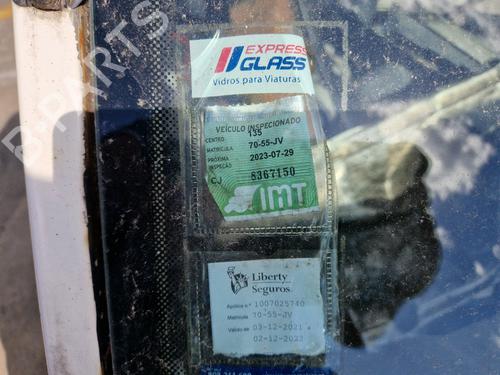 EXPRESS
GLASS
Vidros para Viaturas
VEÍCULO INSPECIONADO
CENTRO 135
MATRÍCULA 70-55-JV
PRÓXIMA INSPEÇÃO 2023-07-29
CJ 8367150
IMT
Liberty
Seguros.
Apólice n.º 1007025740
Matrícula 70-55-JV
Válido de 03-12-2021 a
02-12-2022
PARTS